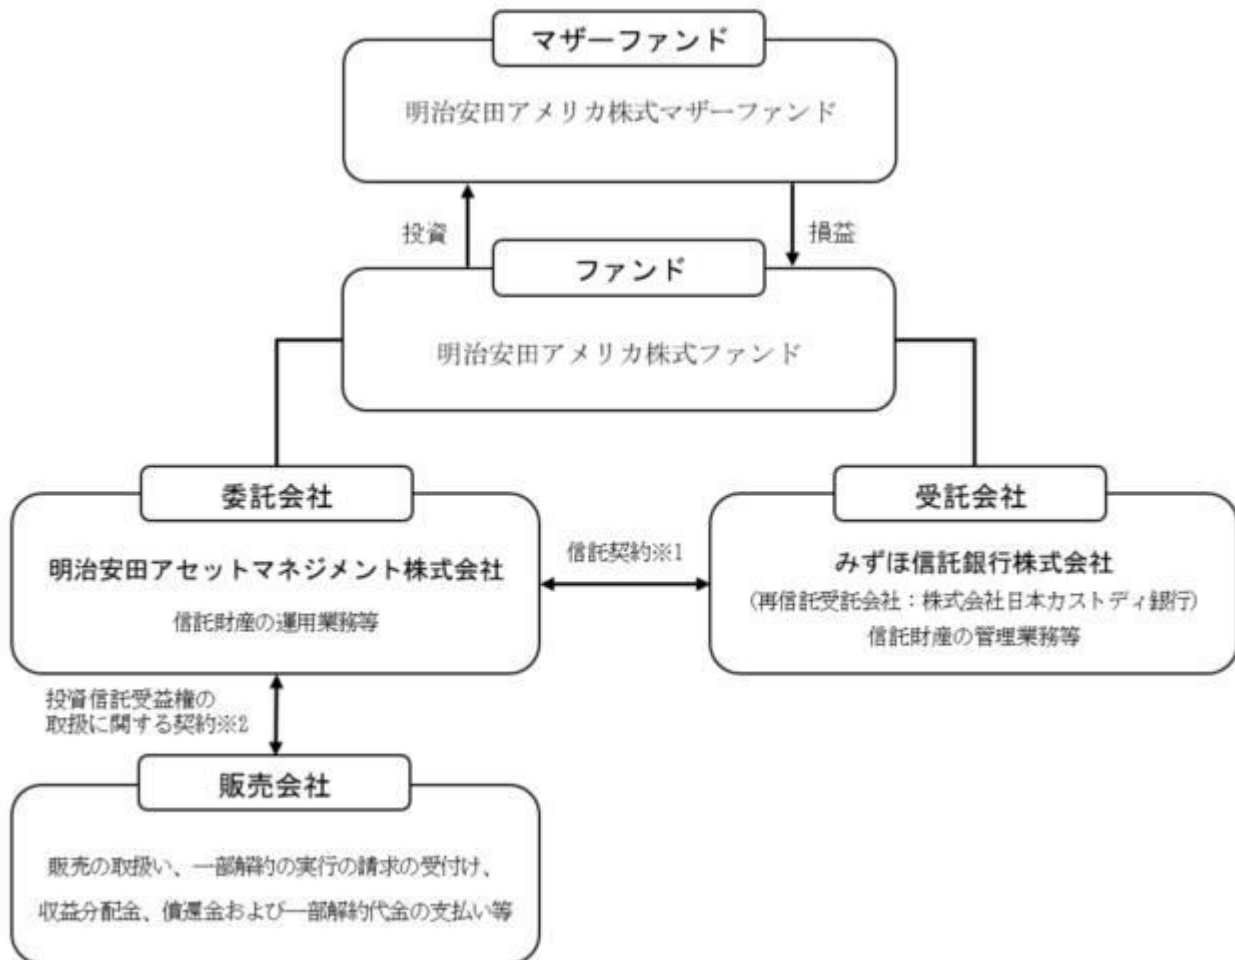 マザーファンド
明治安田アメリカ株式マザーファンド
投資
損益
ファンド
明治安田アメリカ株式ファンド
委託会社
明治安田アセットマネジメント株式会社
信託財産の運用業務等
信託契約※1
受託会社
みずほ信託銀行株式会社
(再信託受託会社：株式会社日本カストディ銀行)
信託財産の管理業務等
投資信託受益権の
取扱に関する契約※2
販売会社
販売の取扱い、一部解約の実行の請求の受付け、
収益分配金、償還金および一部解約代金の支払い等